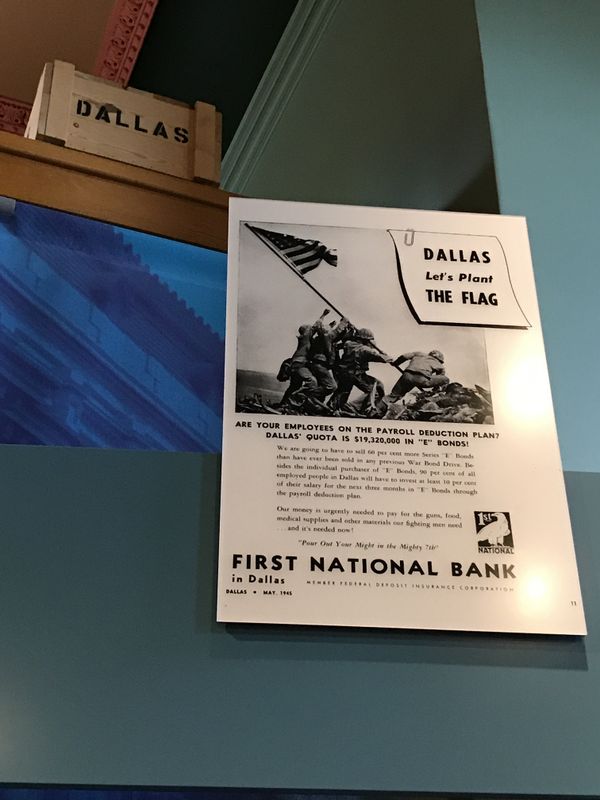 DALLAS
DALLAS
Let's Plant
THE FLAG
ARE YOUR EMPLOYEES ON THE PAYROLL DEDUCTION PLAN?
DALLAS' QUOTA IS $19,320,000 IN "E" BONDS!
We are going to have to sell 60 per cent more Series "E" Bonds
than have ever been sold in any previous War Bond Drive. Be-
sides the individual purchaser of "E" Bonds, 90 per cent of all
employed people in Dallas will have to invest at least 10 per cent
of their salary for the next three months in "E" Bonds through
the payroll deduction plan.
Our money is urgently needed to pay for the guns, food,
medical supplies and other materials our fighting men need
. . . and it's needed now!
"Pour Out Your Might in the Mighty 7th"
1st
NATIONAL
FIRST NATIONAL BANK
in Dallas
MEMBER FEDERAL DEPOSIT INSURANCE CORPORATION
DALLAS • MAY, 1945
11